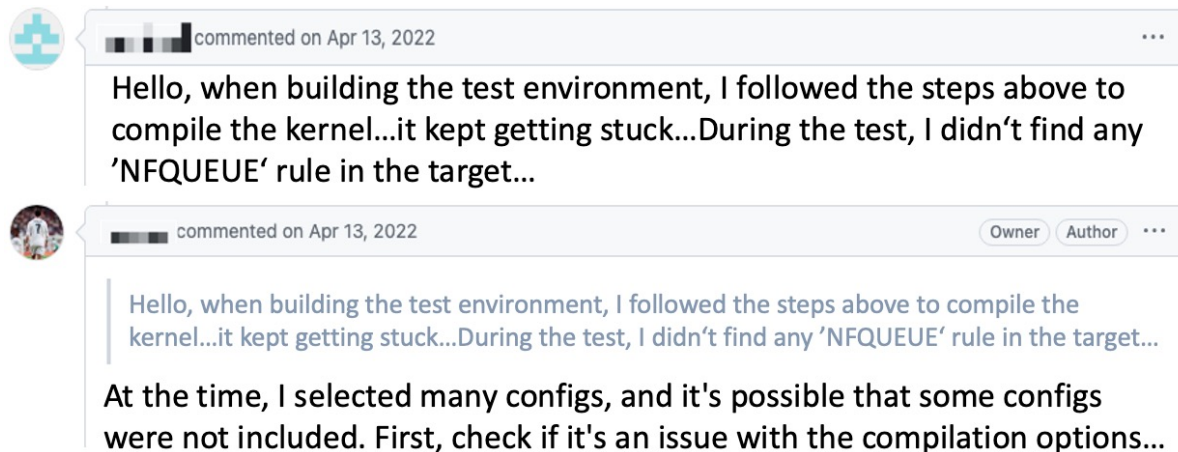 commented on Apr 13, 2022
Hello, when building the test environment, I followed the steps above to
compile the kernel...it kept getting stuck...During the test, I didn‘t find any
’NFQUEUE‘ rule in the target...
commented on Apr 13, 2022 Owner Author
Hello, when building the test environment, I followed the steps above to compile the
kernel...it kept getting stuck...During the test, I didn‘t find any ’NFQUEUE‘ rule in the target...
At the time, I selected many configs, and it's possible that some configs
were not included. First, check if it's an issue with the compilation options...